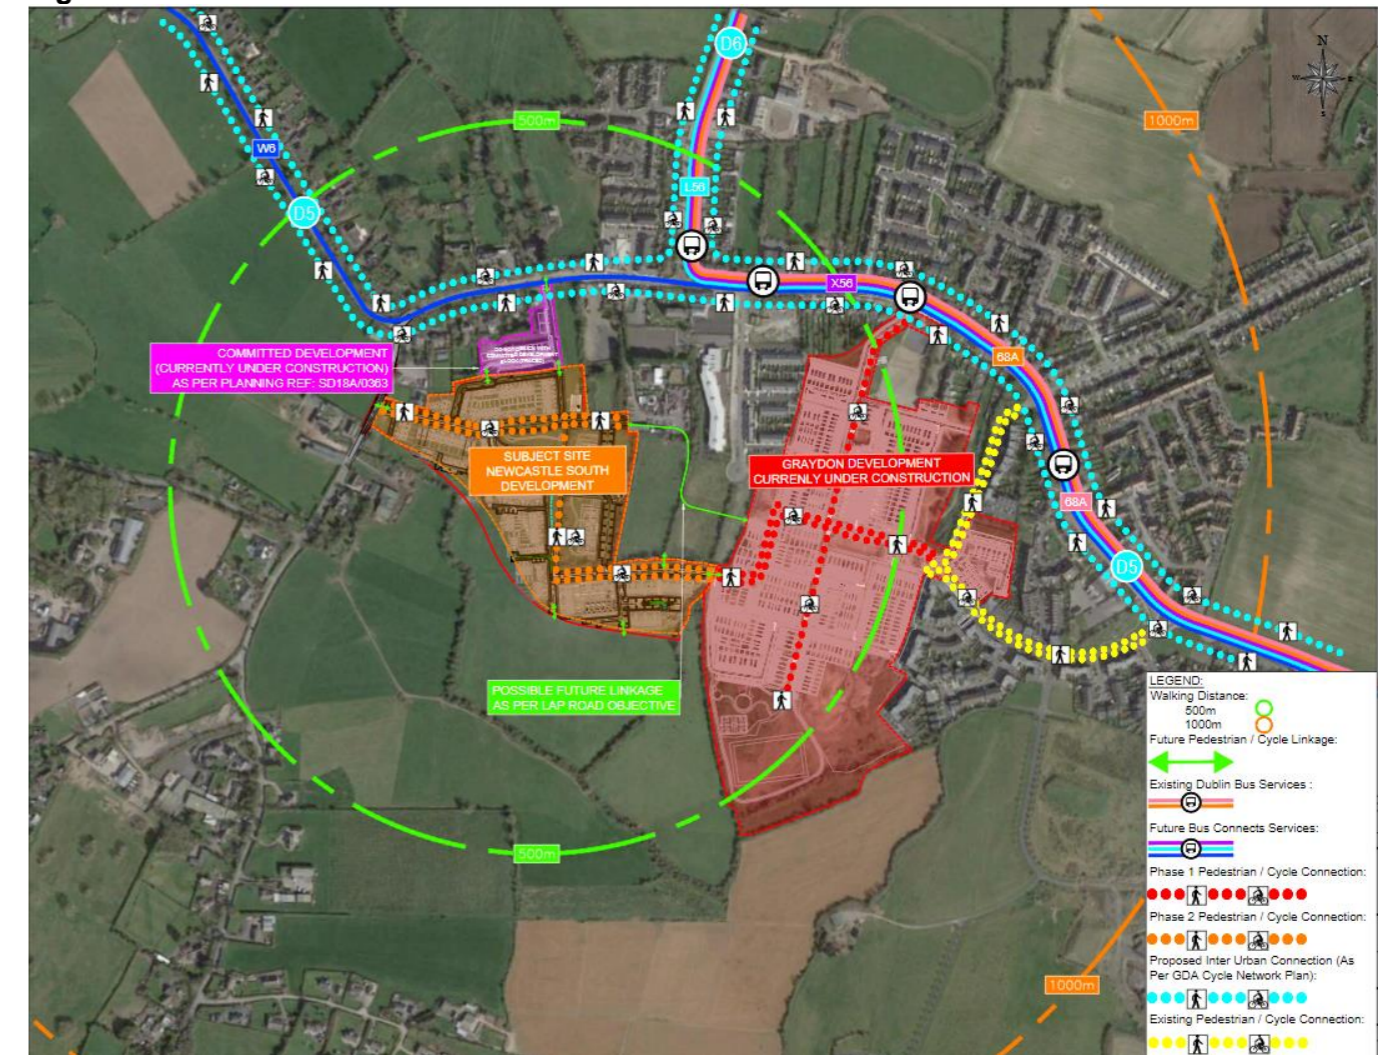 D6
N
W
E
S
500m
1000m
W6
L56
D5
X56
COMMITTED DEVELOPMENT
(CURRENTLY UNDER CONSTRUCTION)
AS PER PLANNING REF: SD18A/0363
68A
SUBJECT SITE
NEWCASTLE SOUTH
DEVELOPMENT
GRAYDON DEVELOPMENT
CURRENLY UNDER CONSTRUCTION
68A
D5
POSSIBLE FUTURE LINKAGE
AS PER LAP ROAD OBJECTIVE
500m
1000m
LEGEND:
Walking Distance:
500m
1000m
Future Pedestrian / Cycle Linkage:
Existing Dublin Bus Services :
Future Bus Connects Services:
Phase 1 Pedestrian / Cycle Connection:
Phase 2 Pedestrian / Cycle Connection:
Proposed Inter Urban Connection (As
Per GDA Cycle Network Plan):
Existing Pedestrian / Cycle Connection: